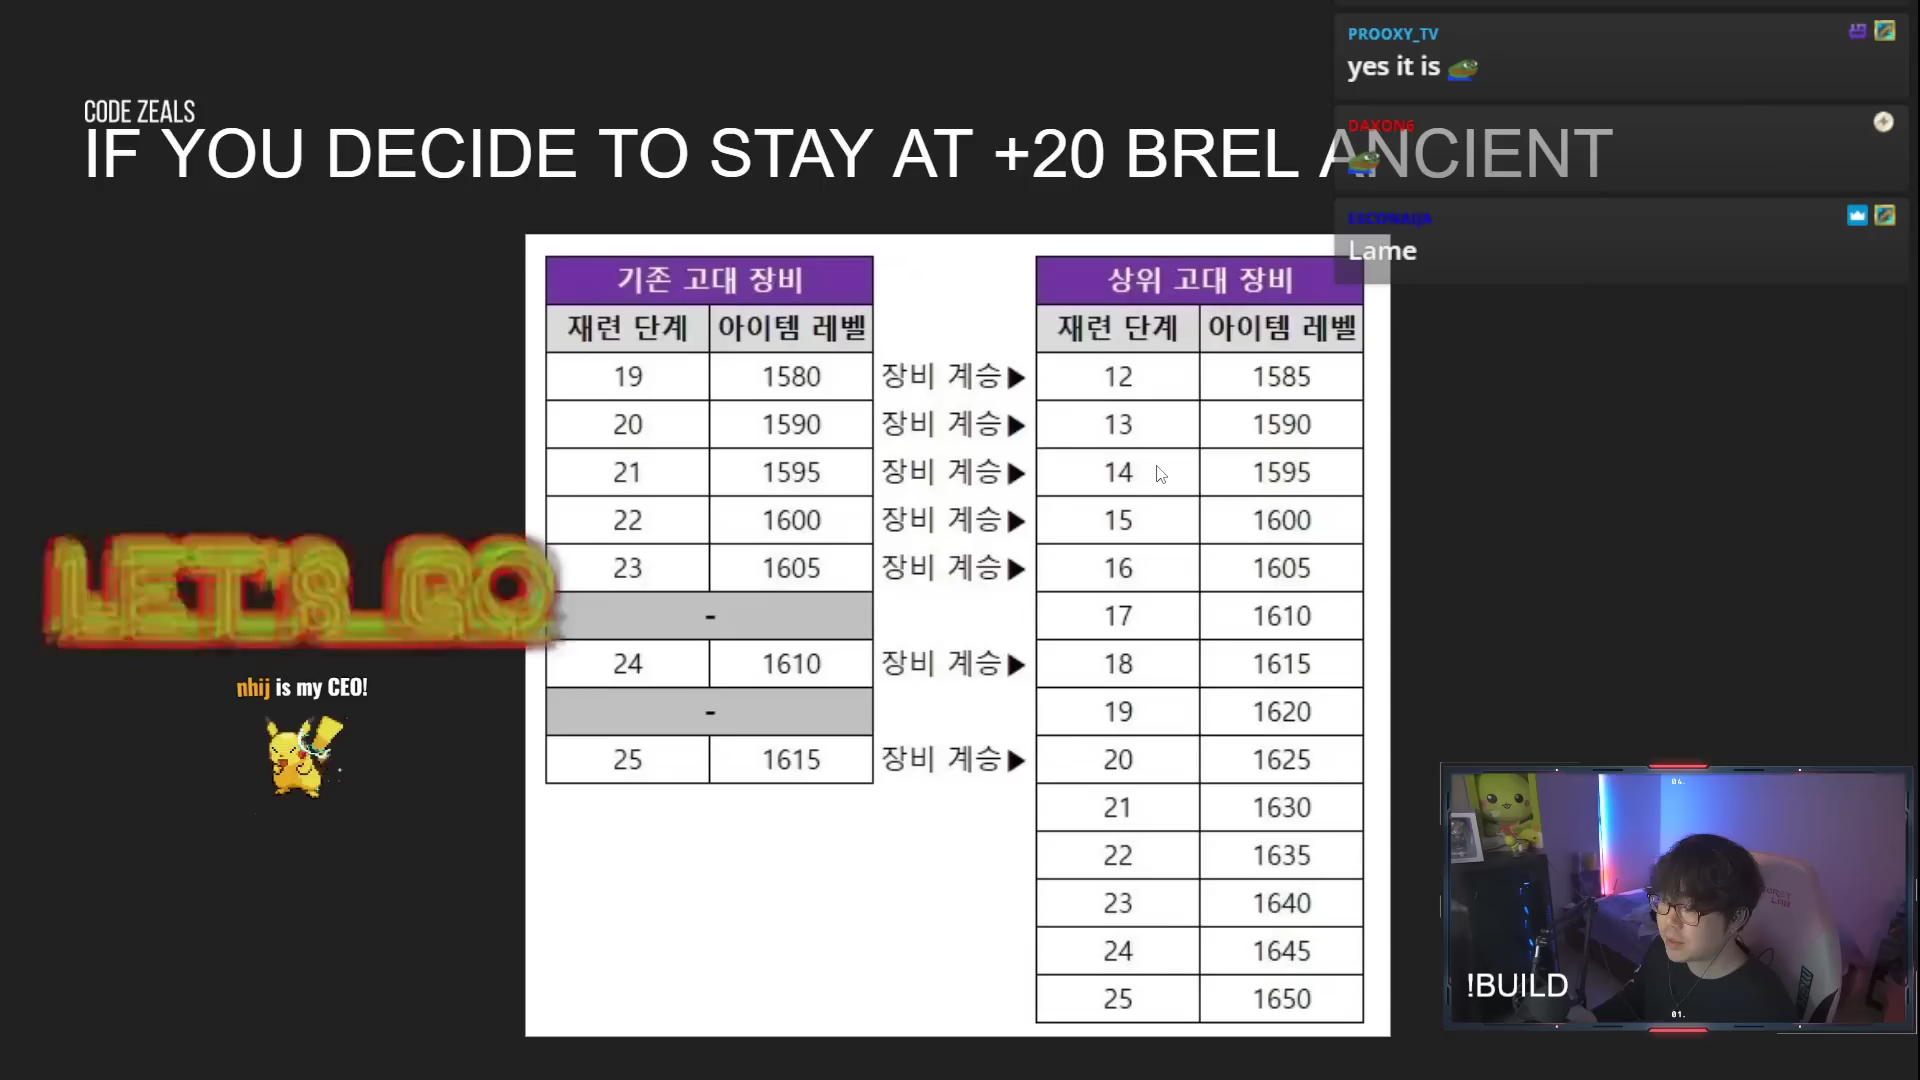 CODE ZEALS
IF YOU DECIDE TO STAY AT +20 BREL ANCIENT
PROOXY_TV
yes it is
DAXON6
Lame
기존 고대 장비
재련 단계 아이템 레벨
19 1580 장비 계승▶
20 1590 장비 계승▶
21 1595 장비 계승▶
22 1600 장비 계승▶
23 1605 장비 계승▶
-
24 1610 장비 계승▶
-
25 1615 장비 계승▶
상위 고대 장비
재련 단계 아이템 레벨
12 1585
13 1590
14 1595
15 1600
16 1605
17 1610
18 1615
19 1620
20 1625
21 1630
22 1635
23 1640
24 1645
25 1650
LET'S GO
nhij is my CEO!
04.
!BUILD
01.